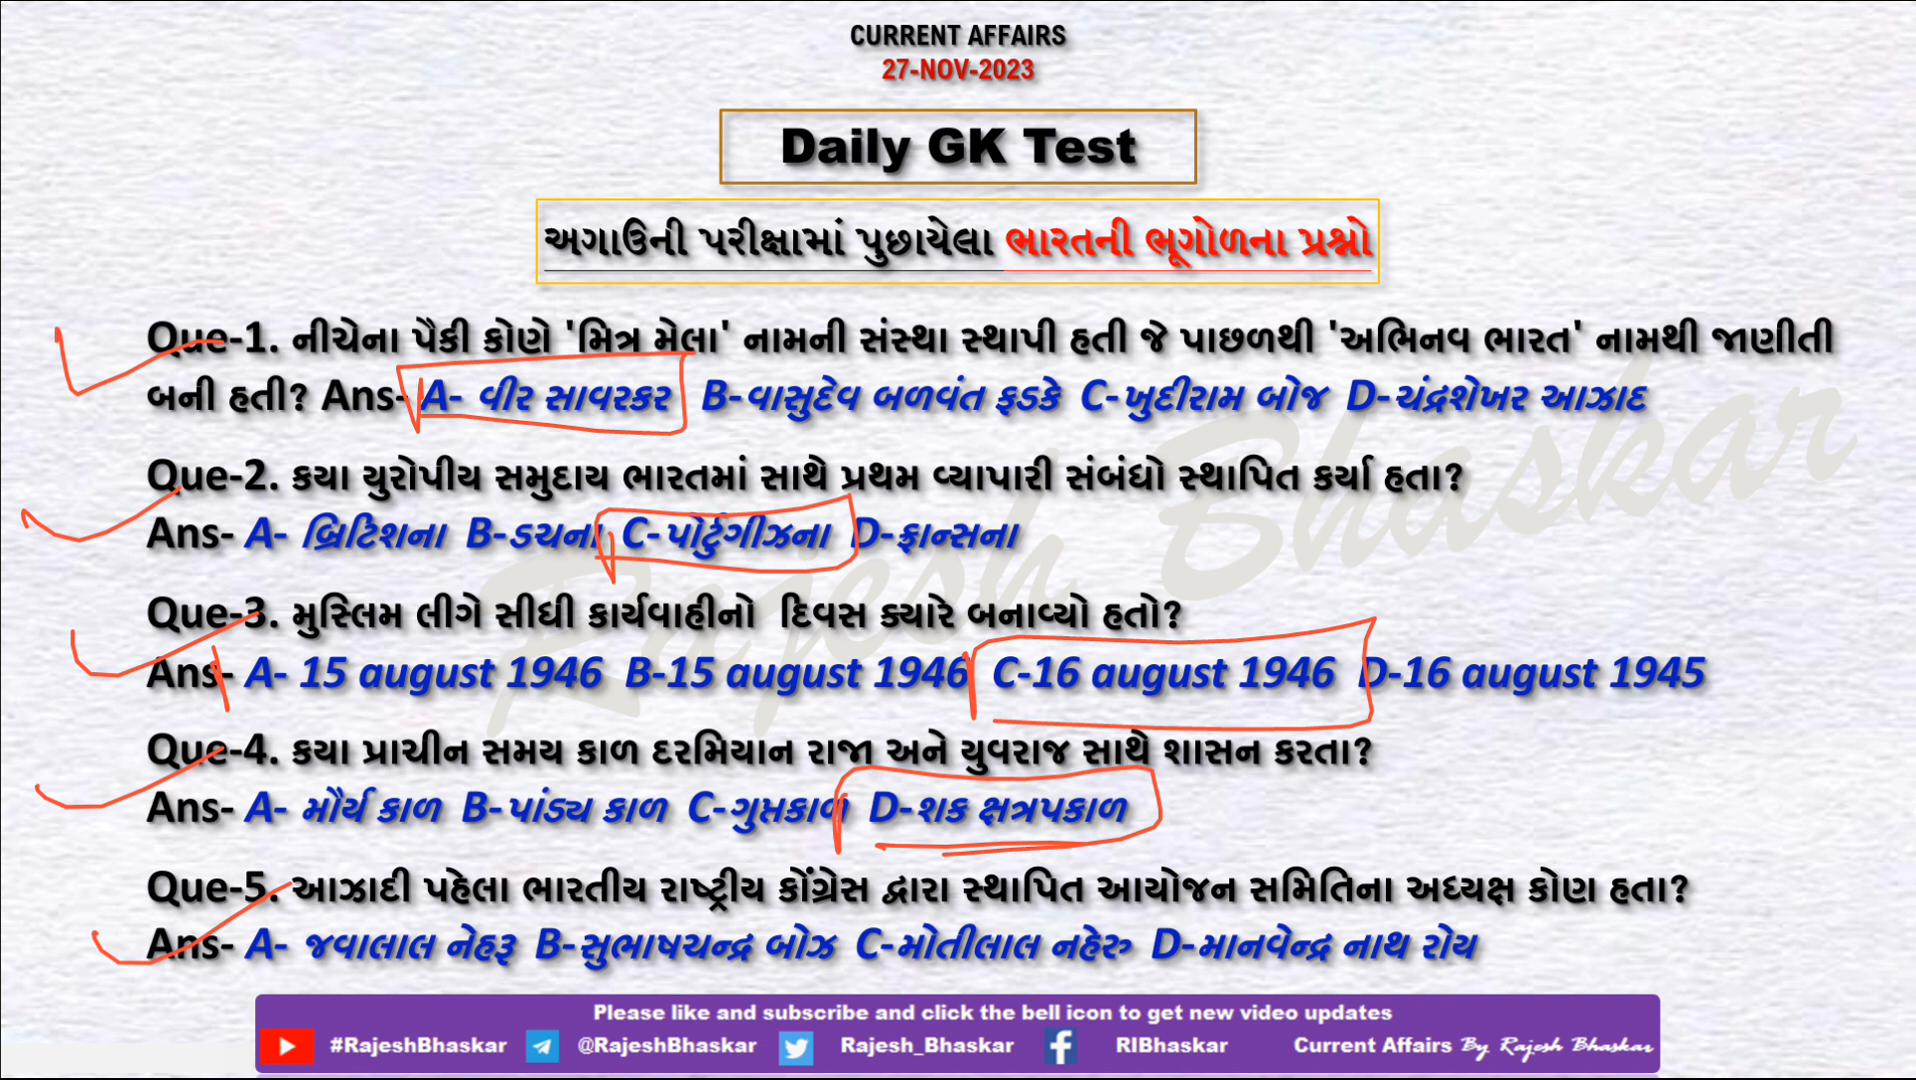 CURRENT AFFAIRS
27-NOV-2023
Daily GK Test
અગાઉની પરીક્ષામાં પુછાયેલા ભારતની ભૂગોળના પ્રશ્નો
Que-1. નીચેના પૈકી કોણે 'મિત્ર મેલા' નામની સંસ્થા સ્થાપી હતી જે પાછળથી 'અભિનવ ભારત' નામથી જાણીતી
બની હતી? Ans- A- વીર સાવરકર B-વાસુદેવ બળવંત ફડકે C-ખુદીરામ બોજ D-ચંદ્રશેખર આઝાદ
Que-2. કયા યુરોપીય સમુદાય ભારતમાં સાથે પ્રથમ વ્યાપારી સંબંધો સ્થાપિત કર્યા હતા?
Ans- A- બ્રિટિશના B-ડચના C-પોર્ટુગીઝના D-ફ્રાન્સના
Que-3. મુસ્લિમ લીગે સીધી કાર્યવાહીનો દિવસ ક્યારે બનાવ્યો હતો?
Ans- A- 15 august 1946 B-15 august 1946 C-16 august 1946 D-16 august 1945
Que-4. કયા પ્રાચીન સમય કાળ દરમિયાન રાજા અને યુવરાજ સાથે શાસન કરતા?
Ans- A- મૌર્ય કાળ B-પાંડ્ય કાળ C-ગુપ્તકાળ D-શક ક્ષત્રપકાળ
Que-5. આઝાદી પહેલા ભારતીય રાષ્ટ્રીય કોંગ્રેસ દ્વારા સ્થાપિત આયોજન સમિતિના અધ્યક્ષ કોણ હતા?
Ans- A- જવાલાલ નેહરૂ B-સુભાષચન્દ્ર બોઝ C-મોતીલાલ નહેરુ D-માનવેન્દ્ર નાથ રોય
Rajesh Bhaskar
Please like and subscribe and click the bell icon to get new video updates
#RajeshBhaskar @RajeshBhaskar Rajesh_Bhaskar RIBhaskar Current Affairs By Rajesh Bhaskar